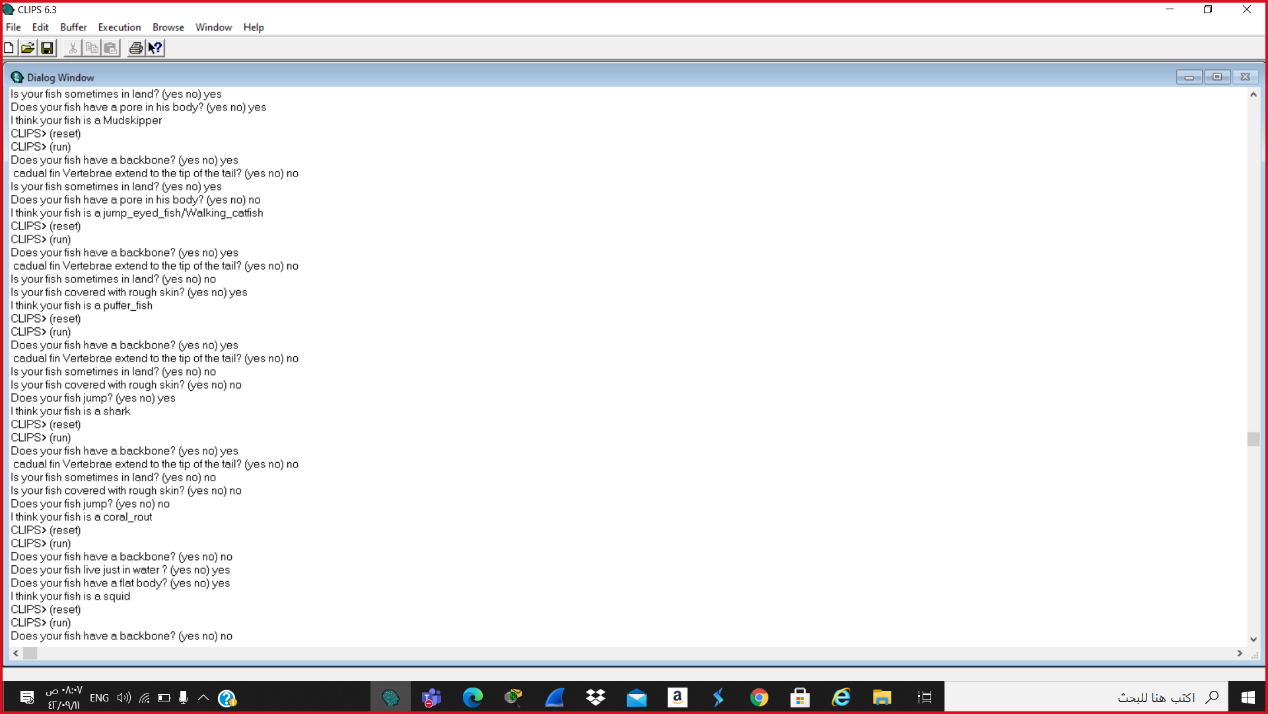 CLIPS 6.3
File Edit Buffer Execution Browse Window Help
Dialog Window
Is your fish sometimes in land? (yes no) yes
Does your fish have a pore in his body? (yes no) yes
I think your fish is a Mudskipper
CLIPS> (reset)
CLIPS> (run)
Does your fish have a backbone? (yes no) yes
cadual fin Vertebrae extend to the tip of the tail? (yes no) no
Is your fish sometimes in land? (yes no) yes
Does your fish have a pore in his body? (yes no) no
I think your fish is a jump_eyed_fish/Walking_catfish
CLIPS> (reset)
CLIPS> (run)
Does your fish have a backbone? (yes no) yes
cadual fin Vertebrae extend to the tip of the tail? (yes no) no
Is your fish sometimes in land? (yes no) no
Is your fish covered with rough skin? (yes no) yes
I think your fish is a puffer_fish
CLIPS> (reset)
CLIPS> (run)
Does your fish have a backbone? (yes no) yes
cadual fin Vertebrae extend to the tip of the tail? (yes no) no
Is your fish sometimes in land? (yes no) no
Is your fish covered with rough skin? (yes no) no
Does your fish jump? (yes no) yes
I think your fish is a shark
CLIPS> (reset)
CLIPS> (run)
Does your fish have a backbone? (yes no) yes
cadual fin Vertebrae extend to the tip of the tail? (yes no) no
Is your fish sometimes in land? (yes no) no
Is your fish covered with rough skin? (yes no) no
Does your fish jump? (yes no) no
I think your fish is a coral_rout
CLIPS> (reset)
CLIPS> (run)
Does your fish have a backbone? (yes no) no
Does your fish live just in water ? (yes no) yes
Does your fish have a flat body? (yes no) yes
I think your fish is a squid
CLIPS> (reset)
CLIPS> (run)
Does your fish have a backbone? (yes no) no
٠٨:٠٧ ص
ENG
٤٢/٠٩/١١
اكتب هنا للبحث